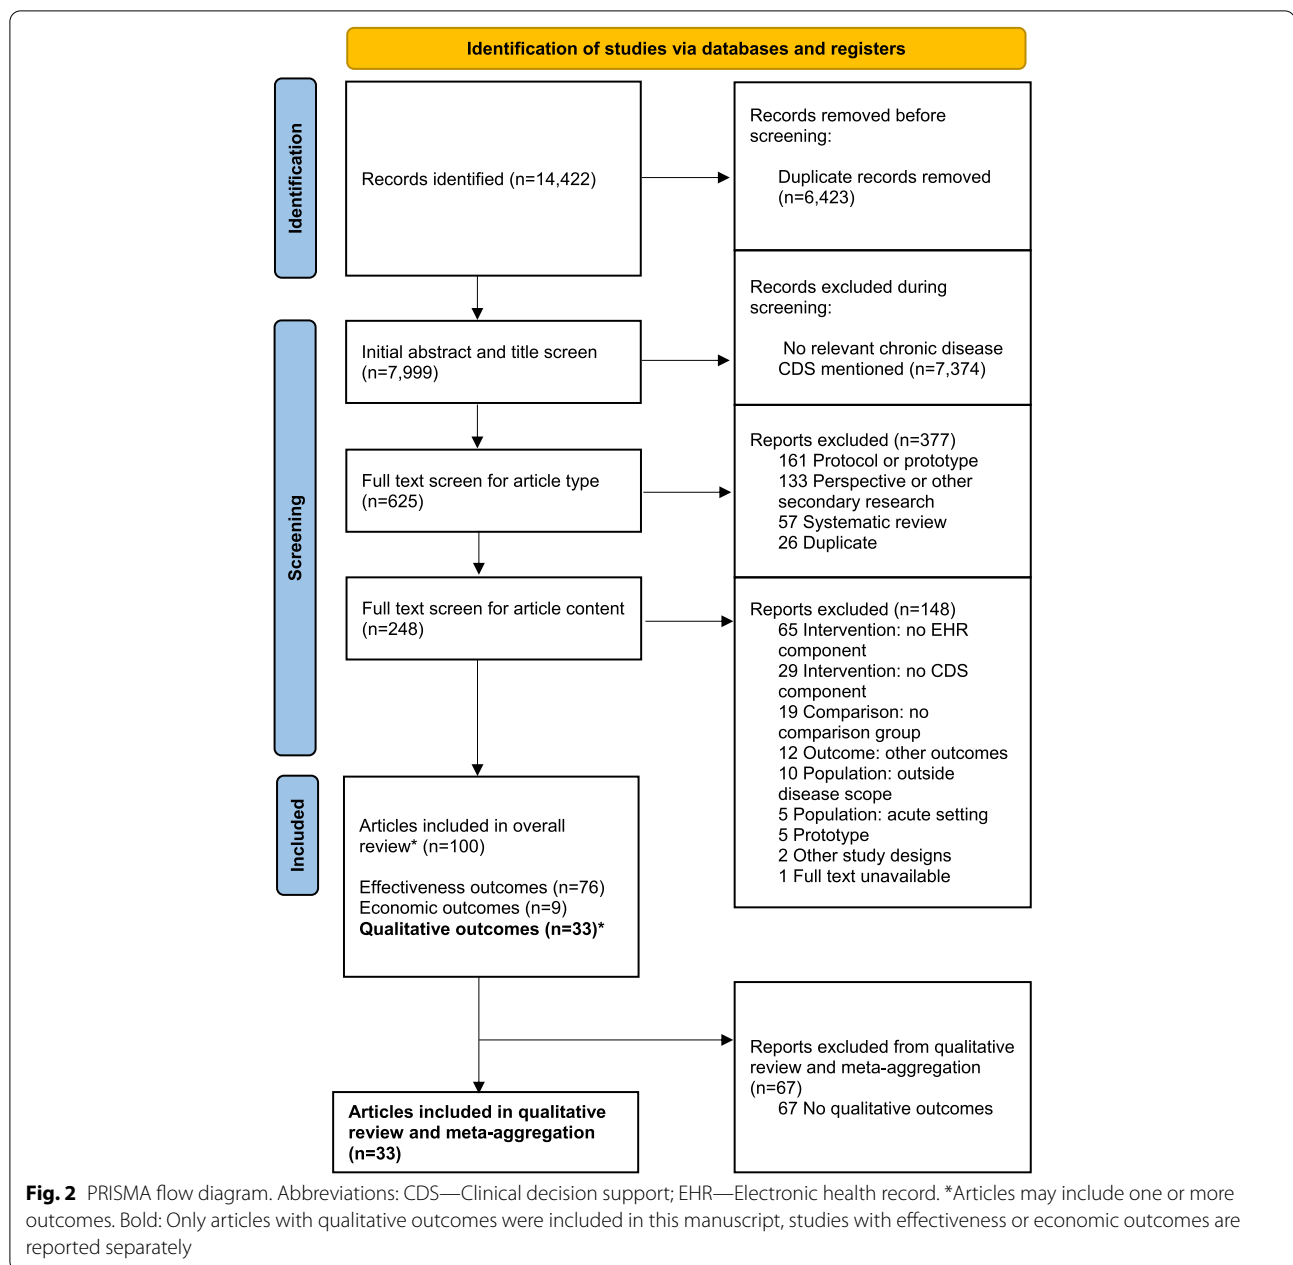 Identification of studies via databases and registers
Identification
Records identified (n=14,422)
Records removed before
screening:
Duplicate records removed
(n=6,423)
Screening
Initial abstract and title screen
(n=7,999)
Records excluded during
screening:
No relevant chronic disease
CDS mentioned (n=7,374)
Full text screen for article type
(n=625)
Reports excluded (n=377)
161 Protocol or prototype
133 Perspective or other
secondary research
57 Systematic review
26 Duplicate
Full text screen for article content
(n=248)
Reports excluded (n=148)
65 Intervention: no EHR
component
29 Intervention: no CDS
component
19 Comparison: no
comparison group
12 Outcome: other outcomes
10 Population: outside
disease scope
5 Population: acute setting
5 Prototype
2 Other study designs
1 Full text unavailable
Included
Articles included in overall
review* (n=100)
Effectiveness outcomes (n=76)
Economic outcomes (n=9)
Qualitative outcomes (n=33)*
Reports excluded from qualitative
review and meta-aggregation
(n=67)
67 No qualitative outcomes
Articles included in qualitative
review and meta-aggregation
(n=33)
Fig. 2 PRISMA flow diagram. Abbreviations: CDS—Clinical decision support; EHR—Electronic health record. *Articles may include one or more
outcomes. Bold: Only articles with qualitative outcomes were included in this manuscript, studies with effectiveness or economic outcomes are
reported separately